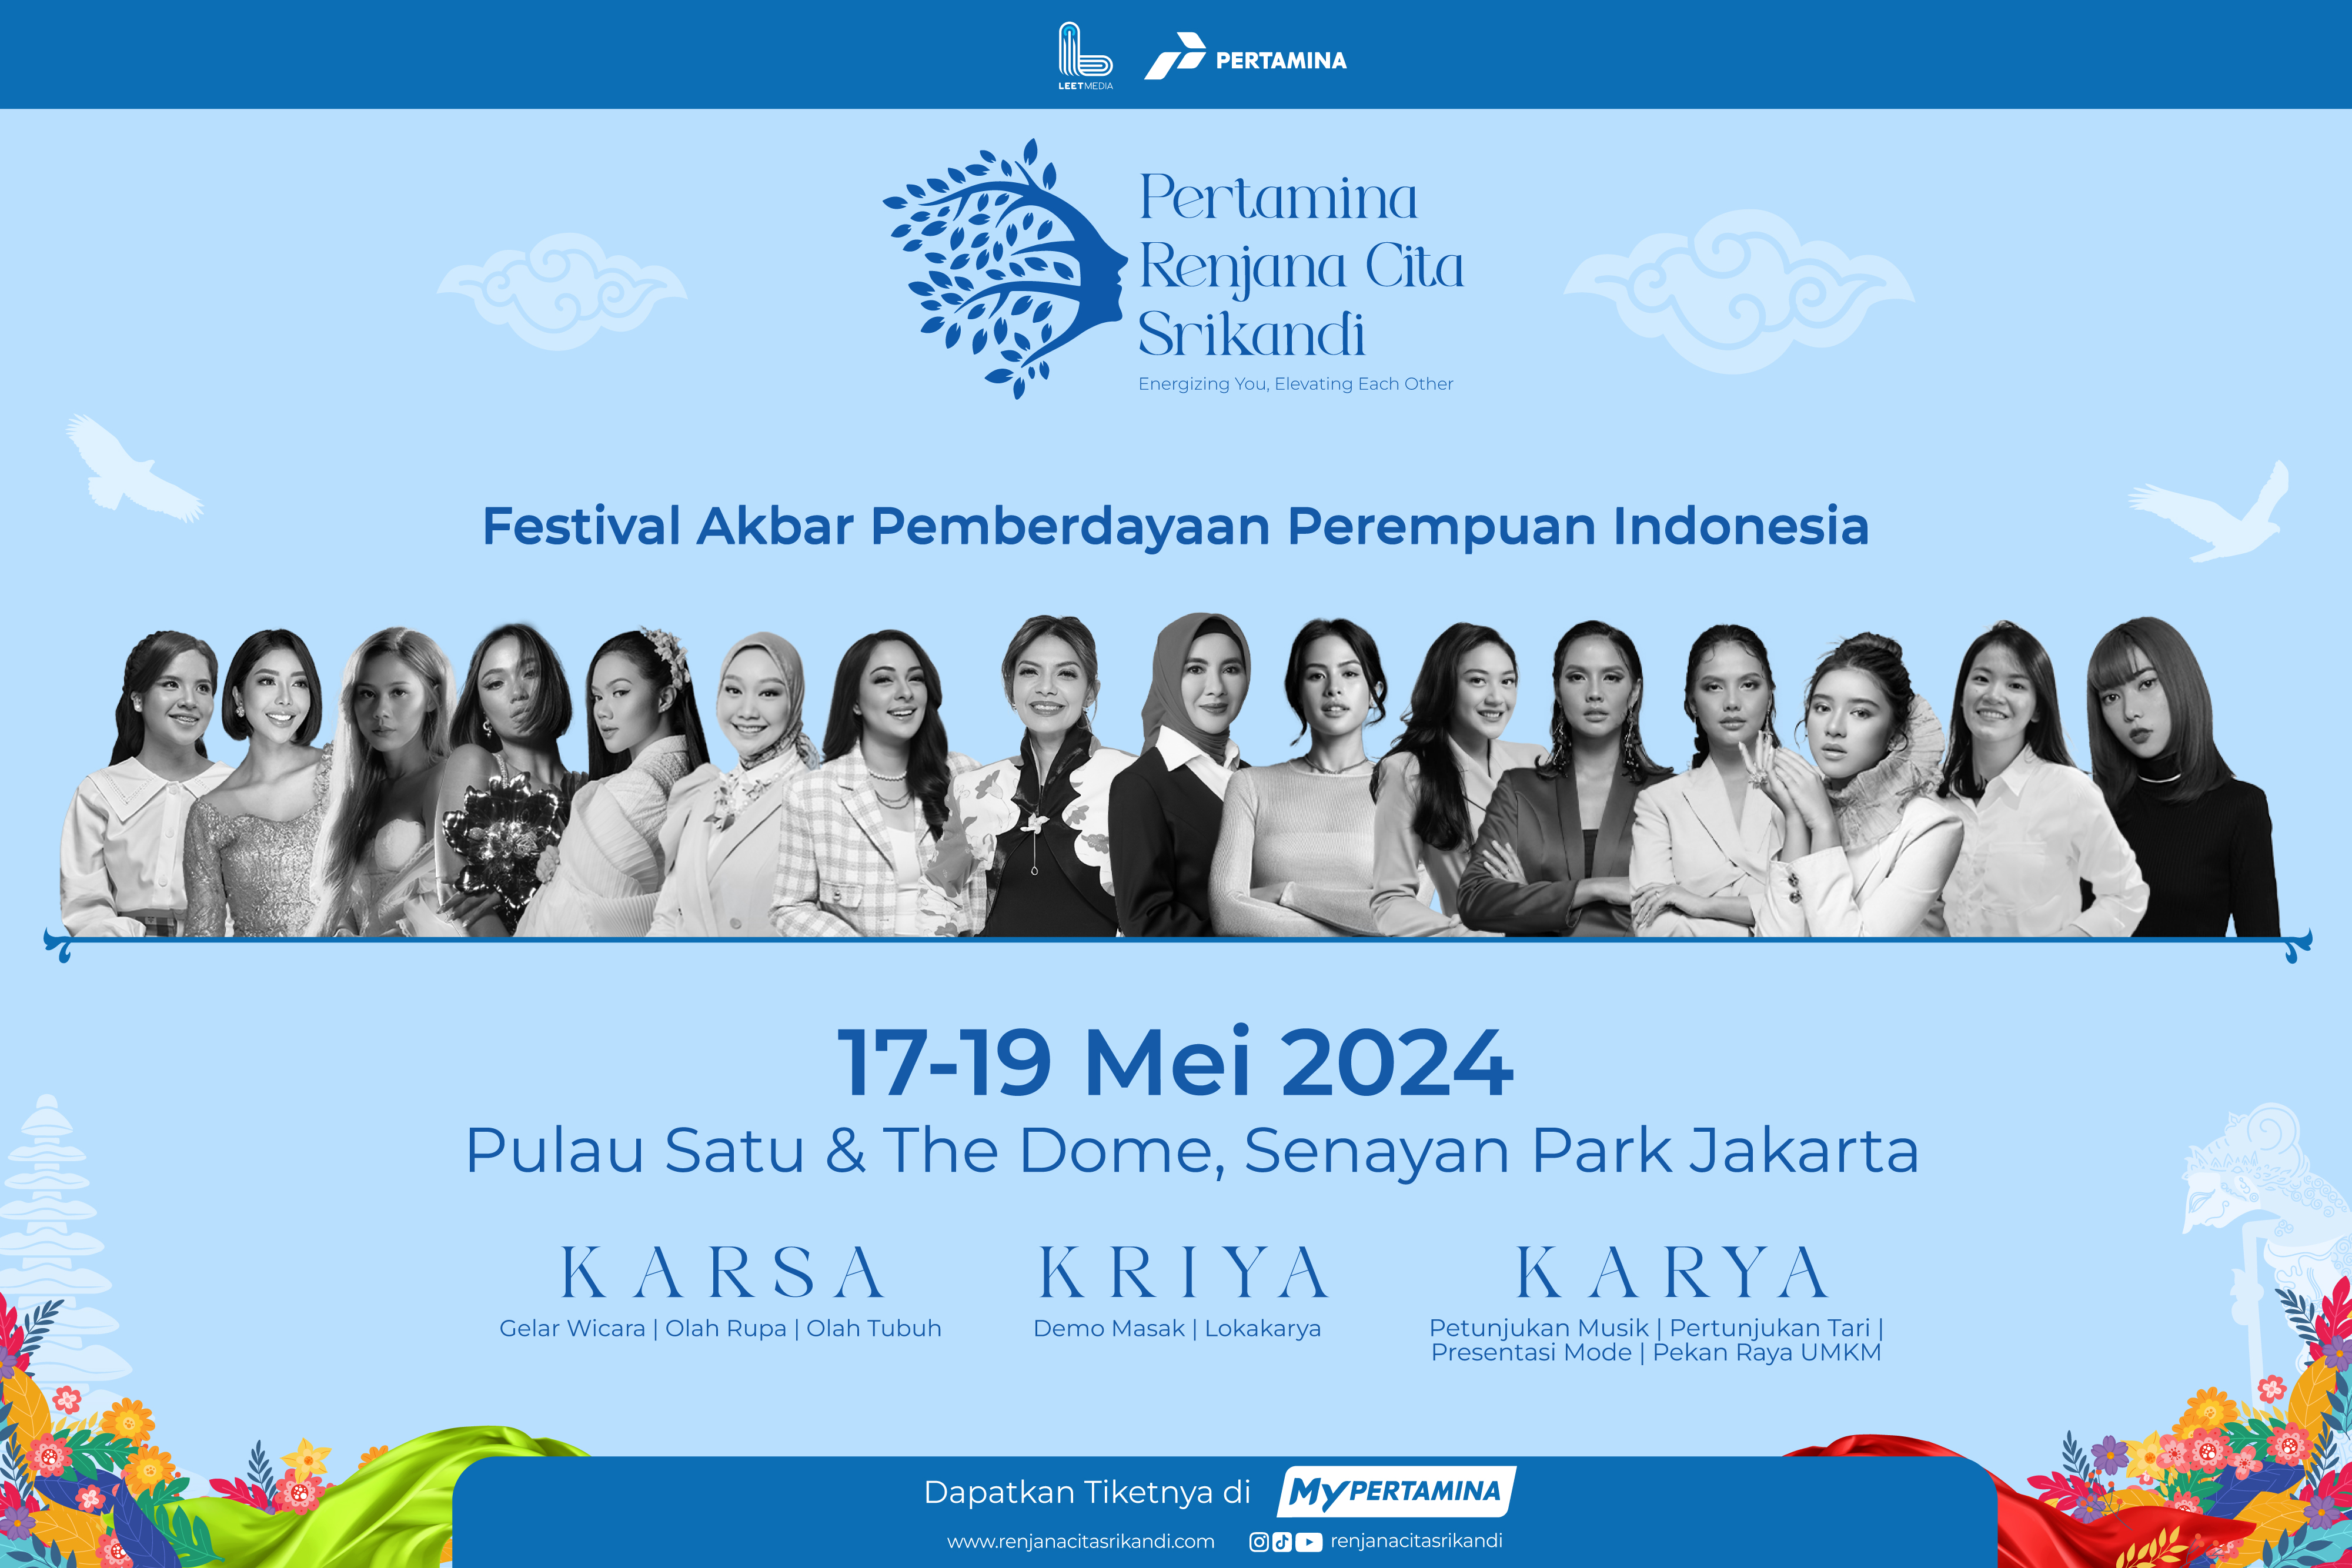 LEETMEDIA
PERTAMINA
Pertamina
Renjana Cita
Srikandi
Energizing You, Elevating Each Other
Festival Akbar Pemberdayaan Perempuan Indonesia
17-19 Mei 2024
Pulau Satu & The Dome, Senayan Park Jakarta
KARSA
Gelar Wicara | Olah Rupa | Olah Tubuh
KRIYA
Demo Masak | Lokakarya
KARYA
Petunjukan Musik | Pertunjukan Tari |
Presentasi Mode | Pekan Raya UMKM
Dapatkan Tiketnya di MyPERTAMINA
www.renjanacitasrikandi.com renjanacitasrikandi